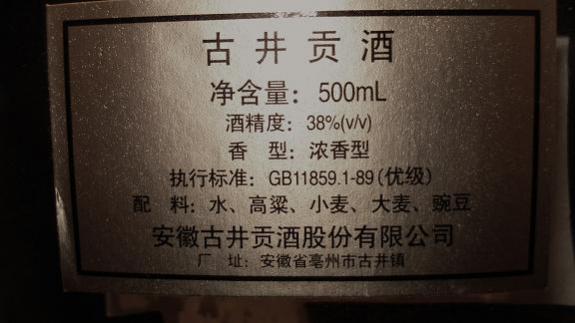 古井贡酒
净含量：500mL
酒精度：38%(v/v)
香 型：浓香型
执行标准：GB11859.1-89(优级)
配 料：水、高粱、小麦、大麦、豌豆
安徽古井贡酒股份有限公司
厂 址：安徽省亳州市古井镇